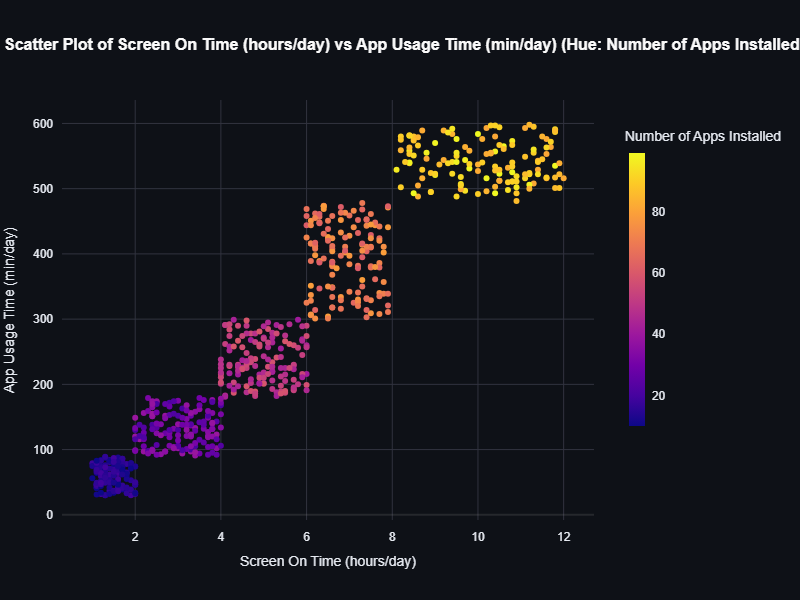 Scatter Plot of Screen On Time (hours/day) vs App Usage Time (min/day) (Hue: Number of Apps Installed
Number of Apps Installed
600
500
400
300
200
100
0
App Usage Time (min/day)
2 4 6 8 10 12
Screen On Time (hours/day)
80
60
40
20